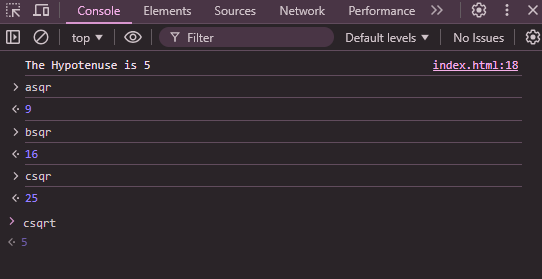 Console Elements Sources Network Performance
top Filter Default levels No Issues
The Hypotenuse is 5 index.html:18
asqr
9
bsqr
16
csqr
25
csqrt
5